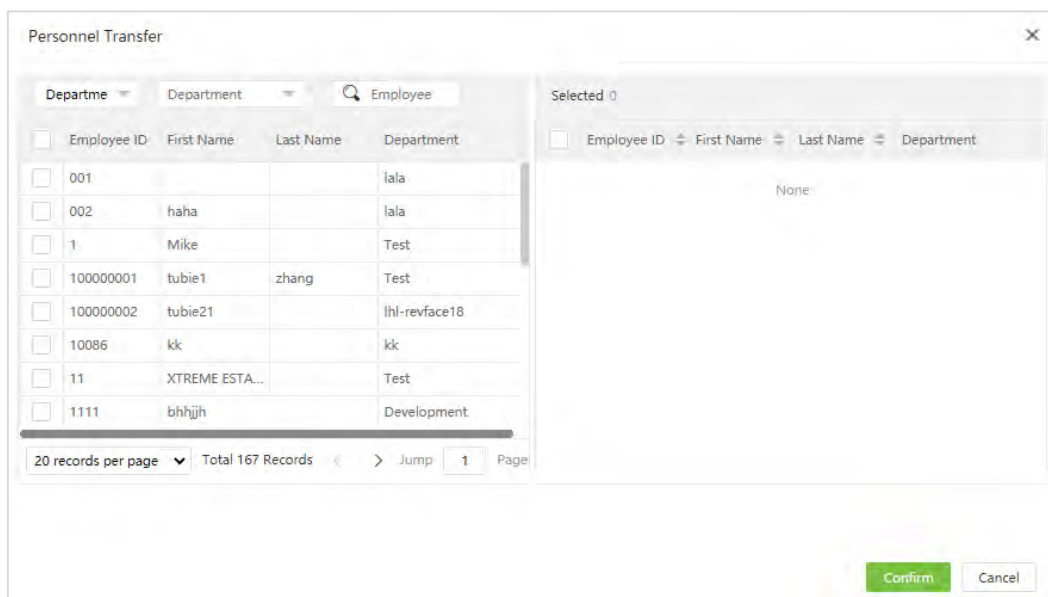 Personnel Transfer
Departme Department Employee
Selected 0
Employee ID First Name Last Name Department
Employee ID First Name Last Name Department
001 lala
None
002 haha lala
1 Mike Test
100000001 tubie1 zhang Test
100000002 tubie21 lhl-revface18
10086 kk kk
11 XTREME ESTA... Test
1111 bhhjjh Development
20 records per page Total 167 Records < > Jump 1 Page
Confirm Cancel